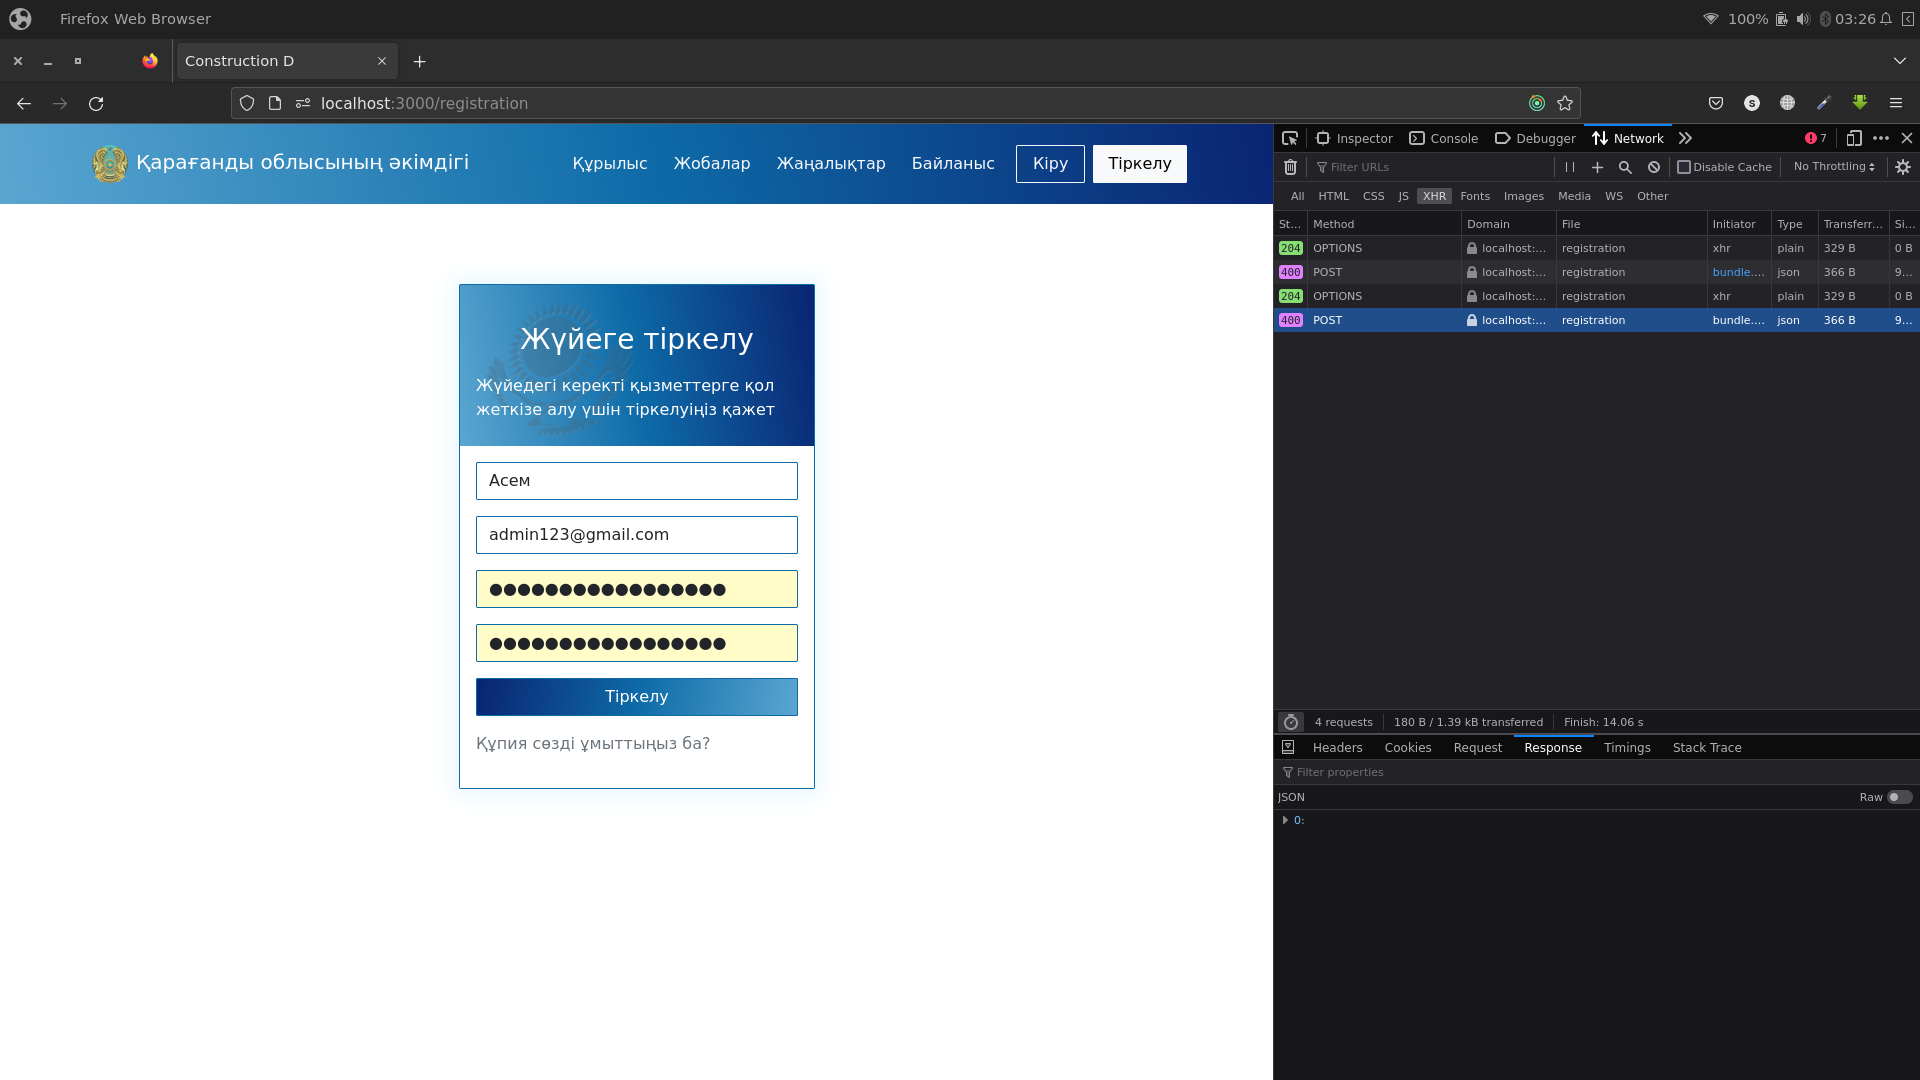 Firefox Web Browser
100%
03:26
Construction D
localhost:3000/registration
Қарағанды облысының әкімдігі
Құрылыс
Жобалар
Жаңалықтар
Байланыс
Кіру
Тіркелу
Жүйеге тіркелу
Жүйедегі керекті қызметтерге қол
жеткізе алу үшін тіркелуіңіз қажет
Асем
admin123@gmail.com
●●●●●●●●●●●●●●●●●
●●●●●●●●●●●●●●●●●
Тіркелу
Құпия сөзді ұмыттыңыз ба?
Inspector Console Debugger Network 7
Filter URLs Disable Cache No Throttling
All HTML CSS JS XHR Fonts Images Media WS Other
St... Method Domain File Initiator Type Transferr... Si...
204 OPTIONS localhost:... registration xhr plain 329 B 0 B
400 POST localhost:... registration bundle.... json 366 B 9...
204 OPTIONS localhost:... registration xhr plain 329 B 0 B
400 POST localhost:... registration bundle.... json 366 B 9...
4 requests 180 B / 1.39 kB transferred Finish: 14.06 s
Headers Cookies Request Response Timings Stack Trace
Filter properties
JSON Raw
0: